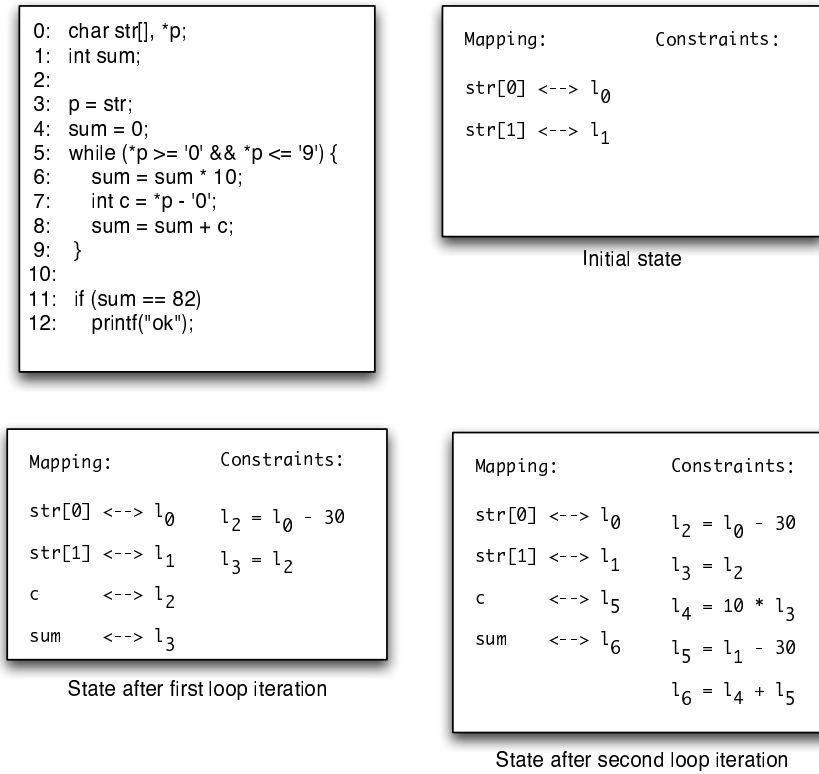 0: char str[], *p;
1: int sum;
2:
3: p = str;
4: sum = 0;
5: while (*p >= '0' && *p <= '9') {
6: sum = sum * 10;
7: int c = *p - '0';
8: sum = sum + c;
9: }
10:
11: if (sum == 82)
12: printf("ok");
Mapping: Constraints:
str[0] <--> l0
str[1] <--> l1
Initial state
Mapping: Constraints:
str[0] <--> l0 l2 = l0 - 30
str[1] <--> l1 l3 = l2
c <--> l2
sum <--> l3
State after first loop iteration
Mapping: Constraints:
str[0] <--> l0 l2 = l0 - 30
str[1] <--> l1 l3 = l2
c <--> l5 l4 = 10 * l3
sum <--> l6 l5 = l1 - 30
l6 = l4 + l5
State after second loop iteration